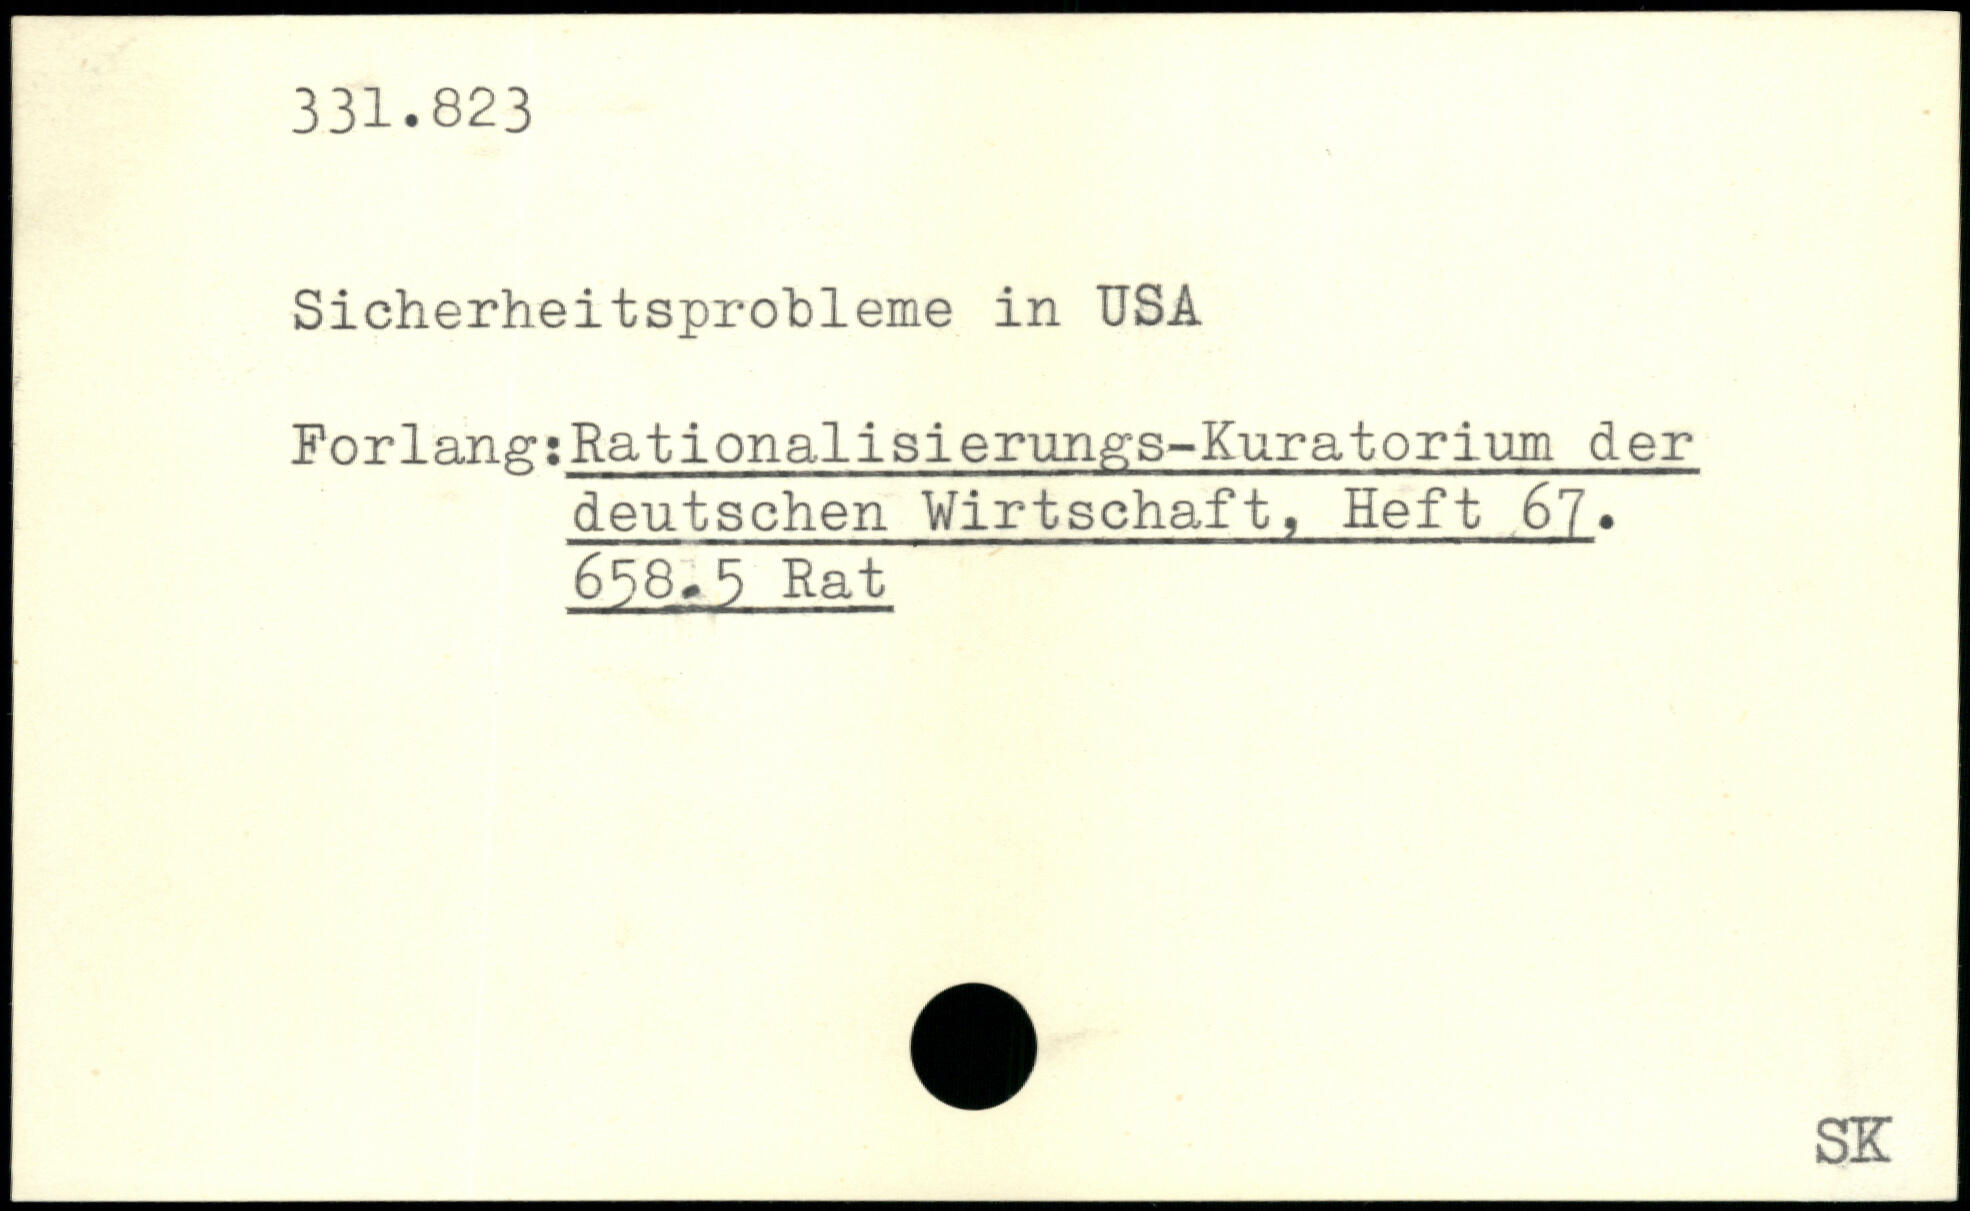 331.823
Sicherheitsprobleme in USA
Forlang:Rationalisierungs-Kuratorium der
deutschen Wirtschaft, Heft 67.
658.5 Rat
SK